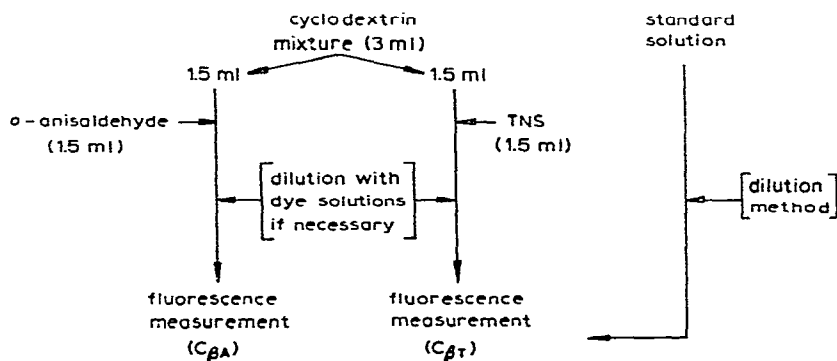 cyclodextrin
mixture (3 ml)
1.5 ml
1.5 ml
o-anisaldehyde
(1.5 ml)
TNS
(1.5 ml)
dilution with
dye solutions
if necessary
fluorescence
measurement
(CβA)
fluorescence
measurement
(CβT)
standard
solution
dilution
method